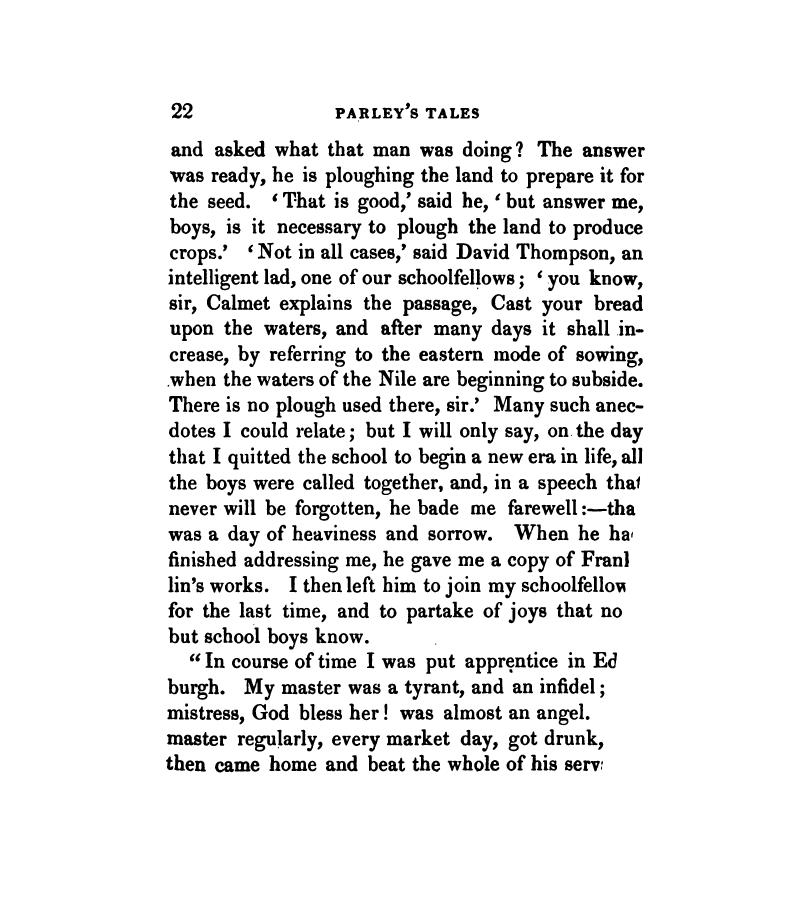 22 PARLEY'S TALES
and asked what that man was doing? The answer
was ready, he is ploughing the land to prepare it for
the seed. ‘That is good,’ said he, ‘but answer me,
boys, is it necessary to plough the land to produce
crops.’ ‘Not in all cases,’ said David Thompson, an
intelligent lad, one of our schoolfellows; ‘you know,
sir, Calmet explains the passage, Cast your bread
upon the waters, and after many days it shall in-
crease, by referring to the eastern mode of sowing,
when the waters of the Nile are beginning to subside.
There is no plough used there, sir.’ Many such anec-
dotes I could relate; but I will only say, on the day
that I quitted the school to begin a new era in life, all
the boys were called together, and, in a speech that
never will be forgotten, he bade me farewell:—tha
was a day of heaviness and sorrow. When he ha
finished addressing me, he gave me a copy of Franl
lin's works. I then left him to join my schoolfellow
for the last time, and to partake of joys that no
but school boys know.
“In course of time I was put apprentice in Ed
burgh. My master was a tyrant, and an infidel;
mistress, God bless her! was almost an angel.
master regularly, every market day, got drunk,
then came home and beat the whole of his serv